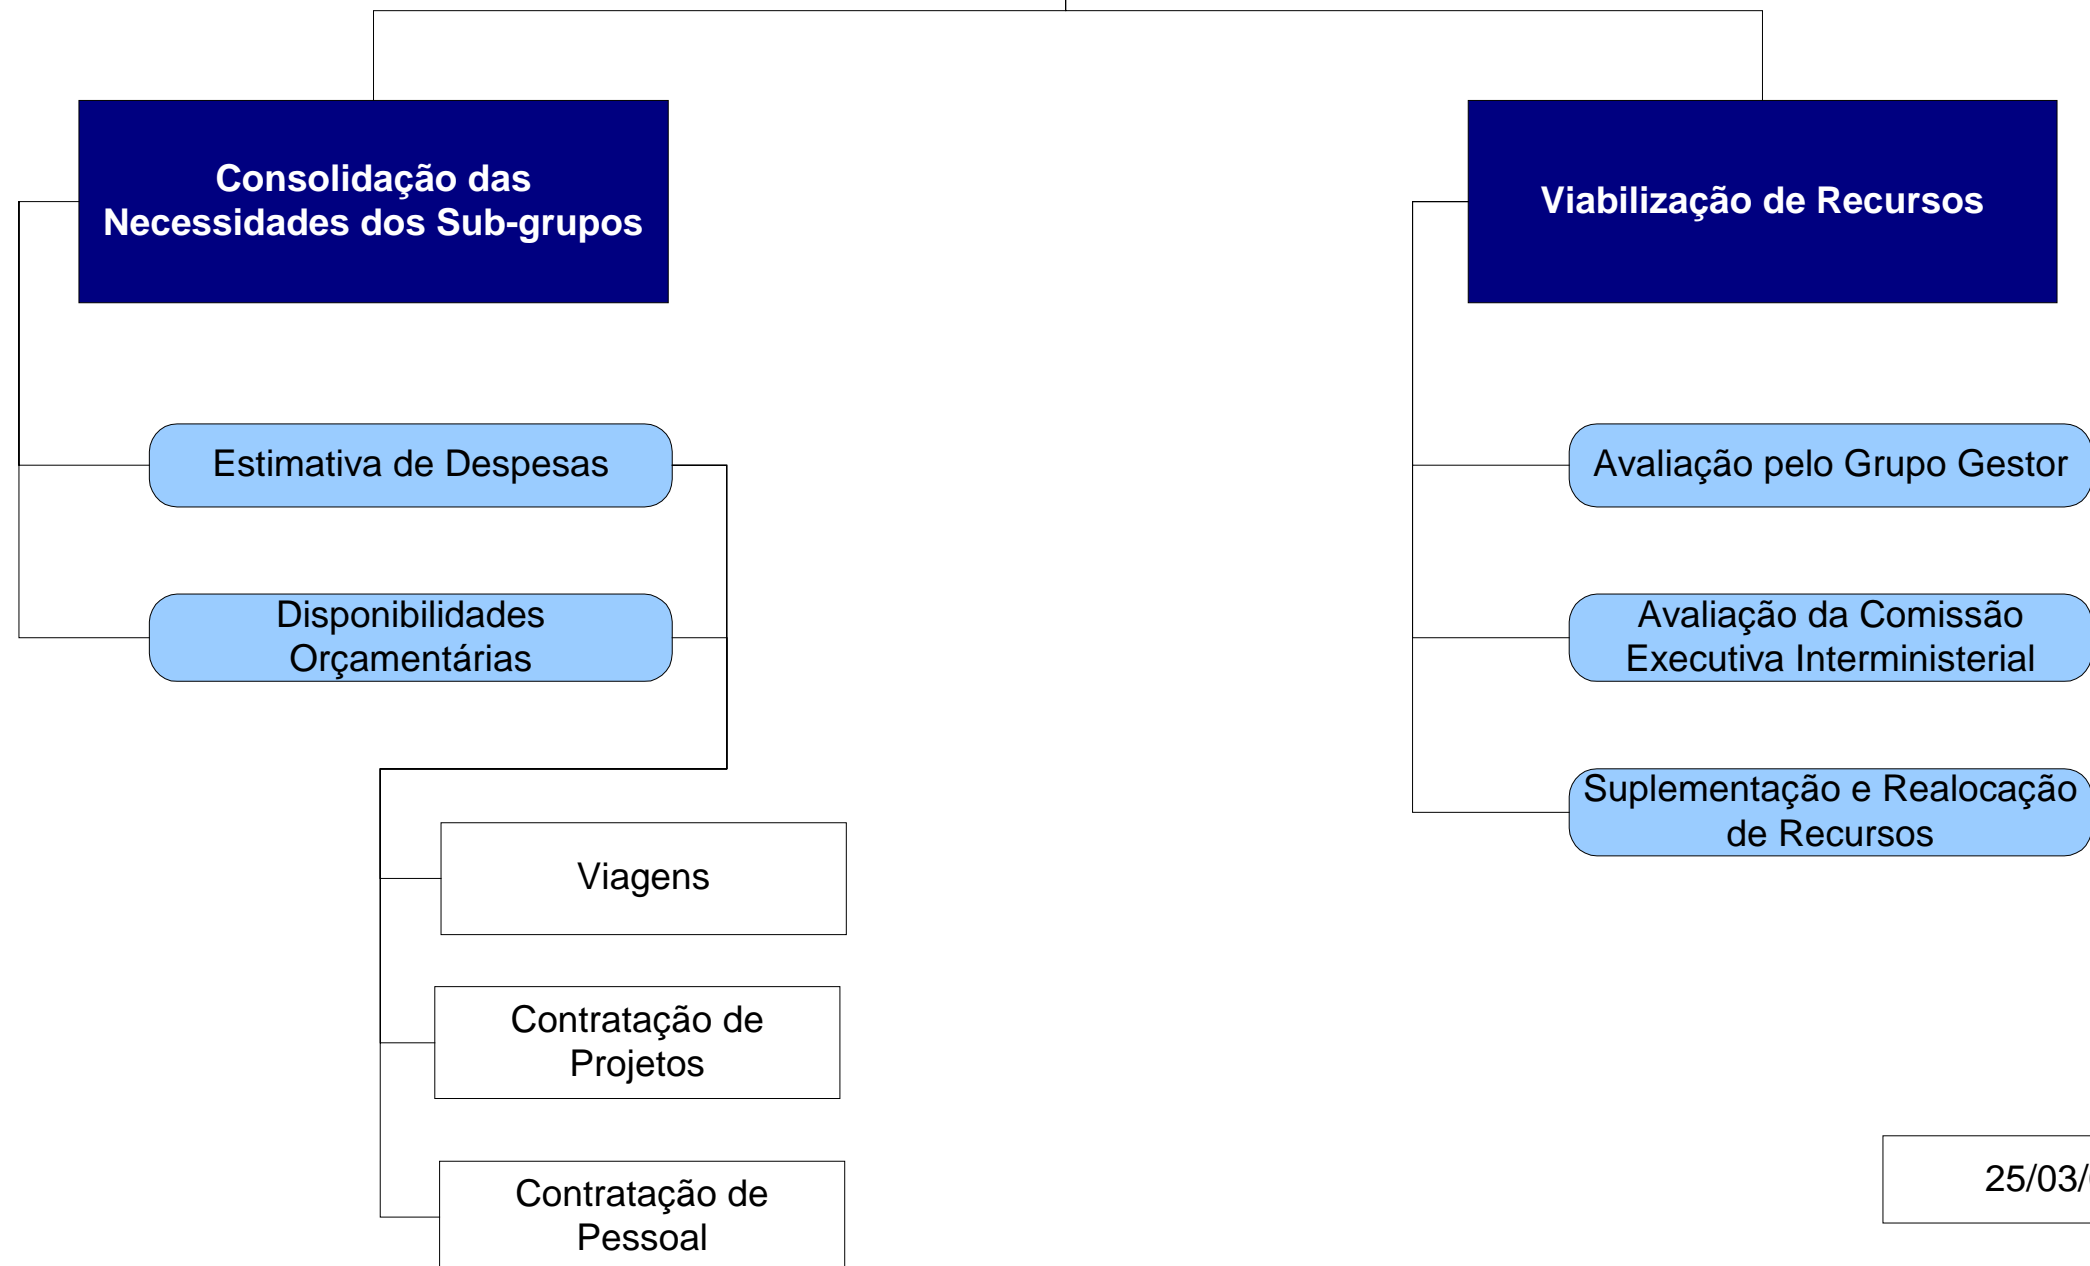 Consolidação das
Necessidades dos Sub-grupos
Estimativa de Despesas
Disponibilidades
Orçamentárias
Viagens
Contratação de
Projetos
Contratação de
Pessoal
Viabilização de Recursos
Avaliação pelo Grupo Gestor
Avaliação da Comissão
Executiva Interministerial
Suplementação e Realocação
de Recursos
25/03/